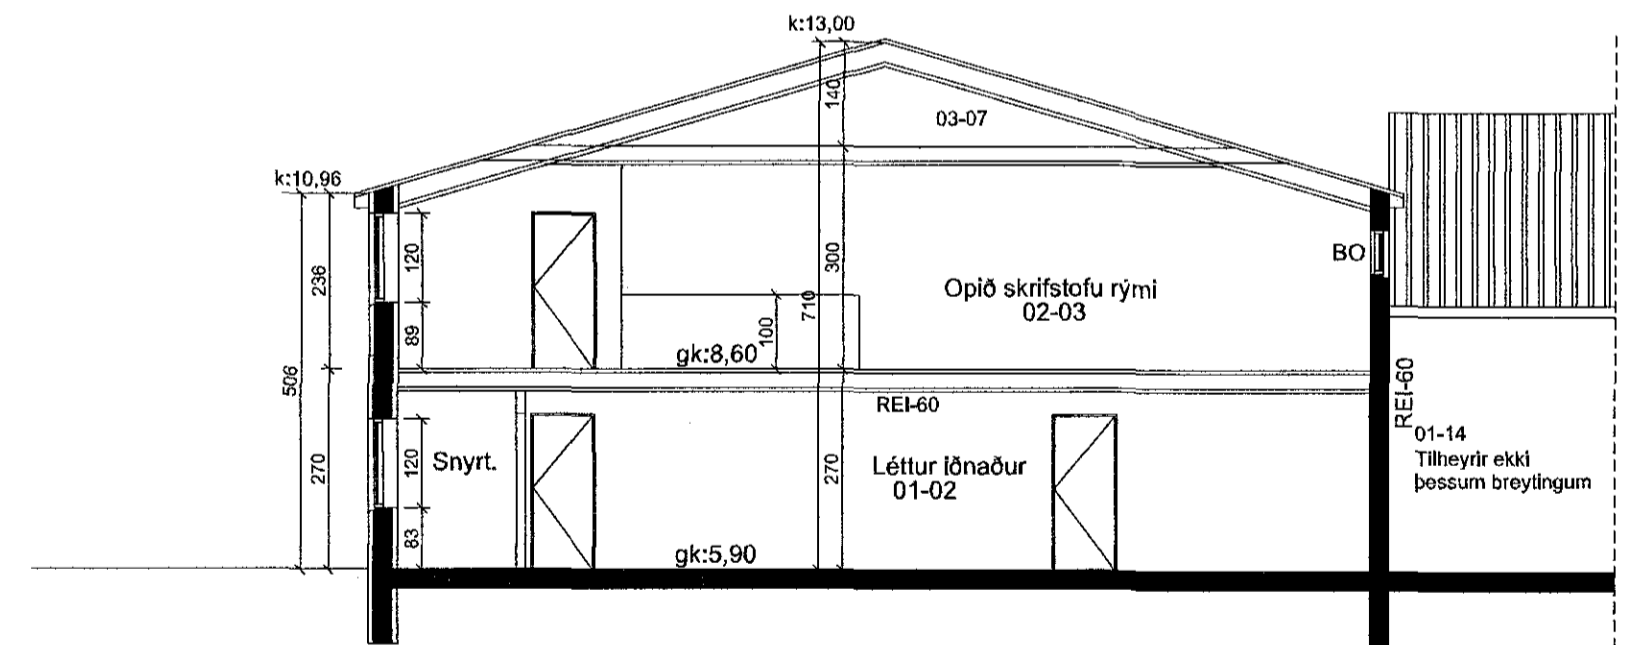 k:13,00
140
03-07
k:10,96
120
236
300
710
BO
Opið skrifstofu rými
02-03
89
100
gk:8,60
506
REI-60
REI-60
01-14
Tilheyrir ekki
þessum breytingum
Snyrt.
120
270
270
Léttur iðnaður
01-02
83
gk:5,90